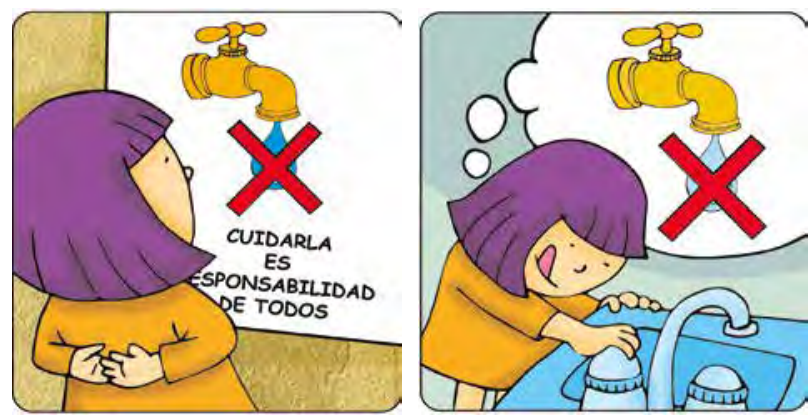 CUIDARLA
ES
ESPONSABILIDAD
DE TODOS